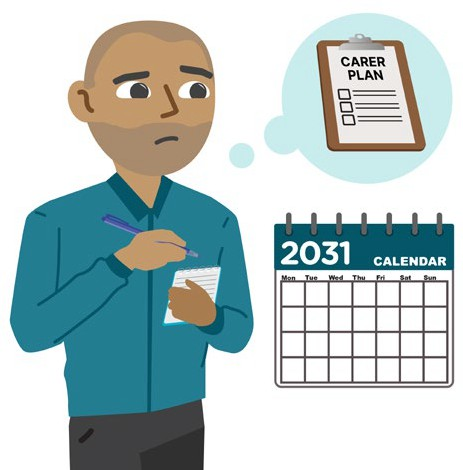 CARER
PLAN
2031 CALENDAR
Mon Tue Wed Thu Fri Sat Sun